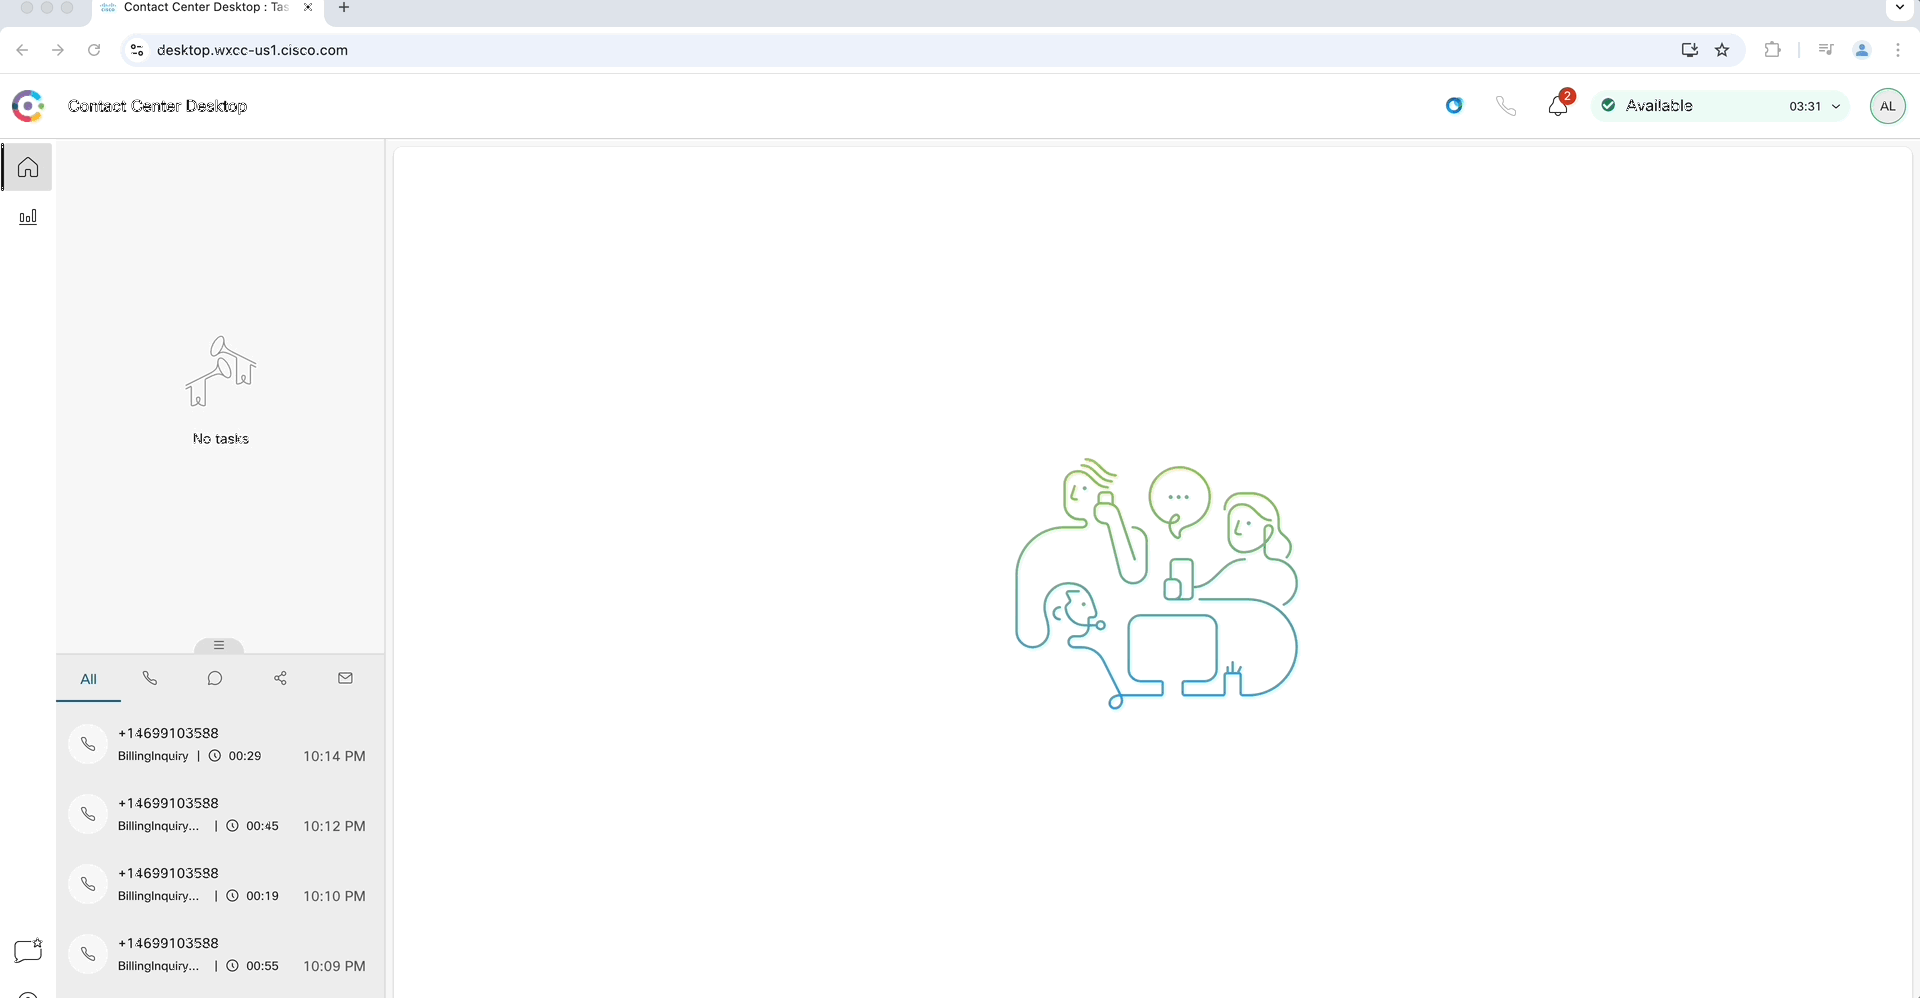 Contact Center Desktop : Tas
desktop.wxcc-us1.cisco.com
Contact Center Desktop
2
Available
03:31
AL
No tasks
All
+14699103588
BillingInquiry | 00:29
10:14 PM
+14699103588
BillingInquiry... | 00:45
10:12 PM
+14699103588
BillingInquiry... | 00:19
10:10 PM
+14699103588
BillingInquiry... | 00:55
10:09 PM